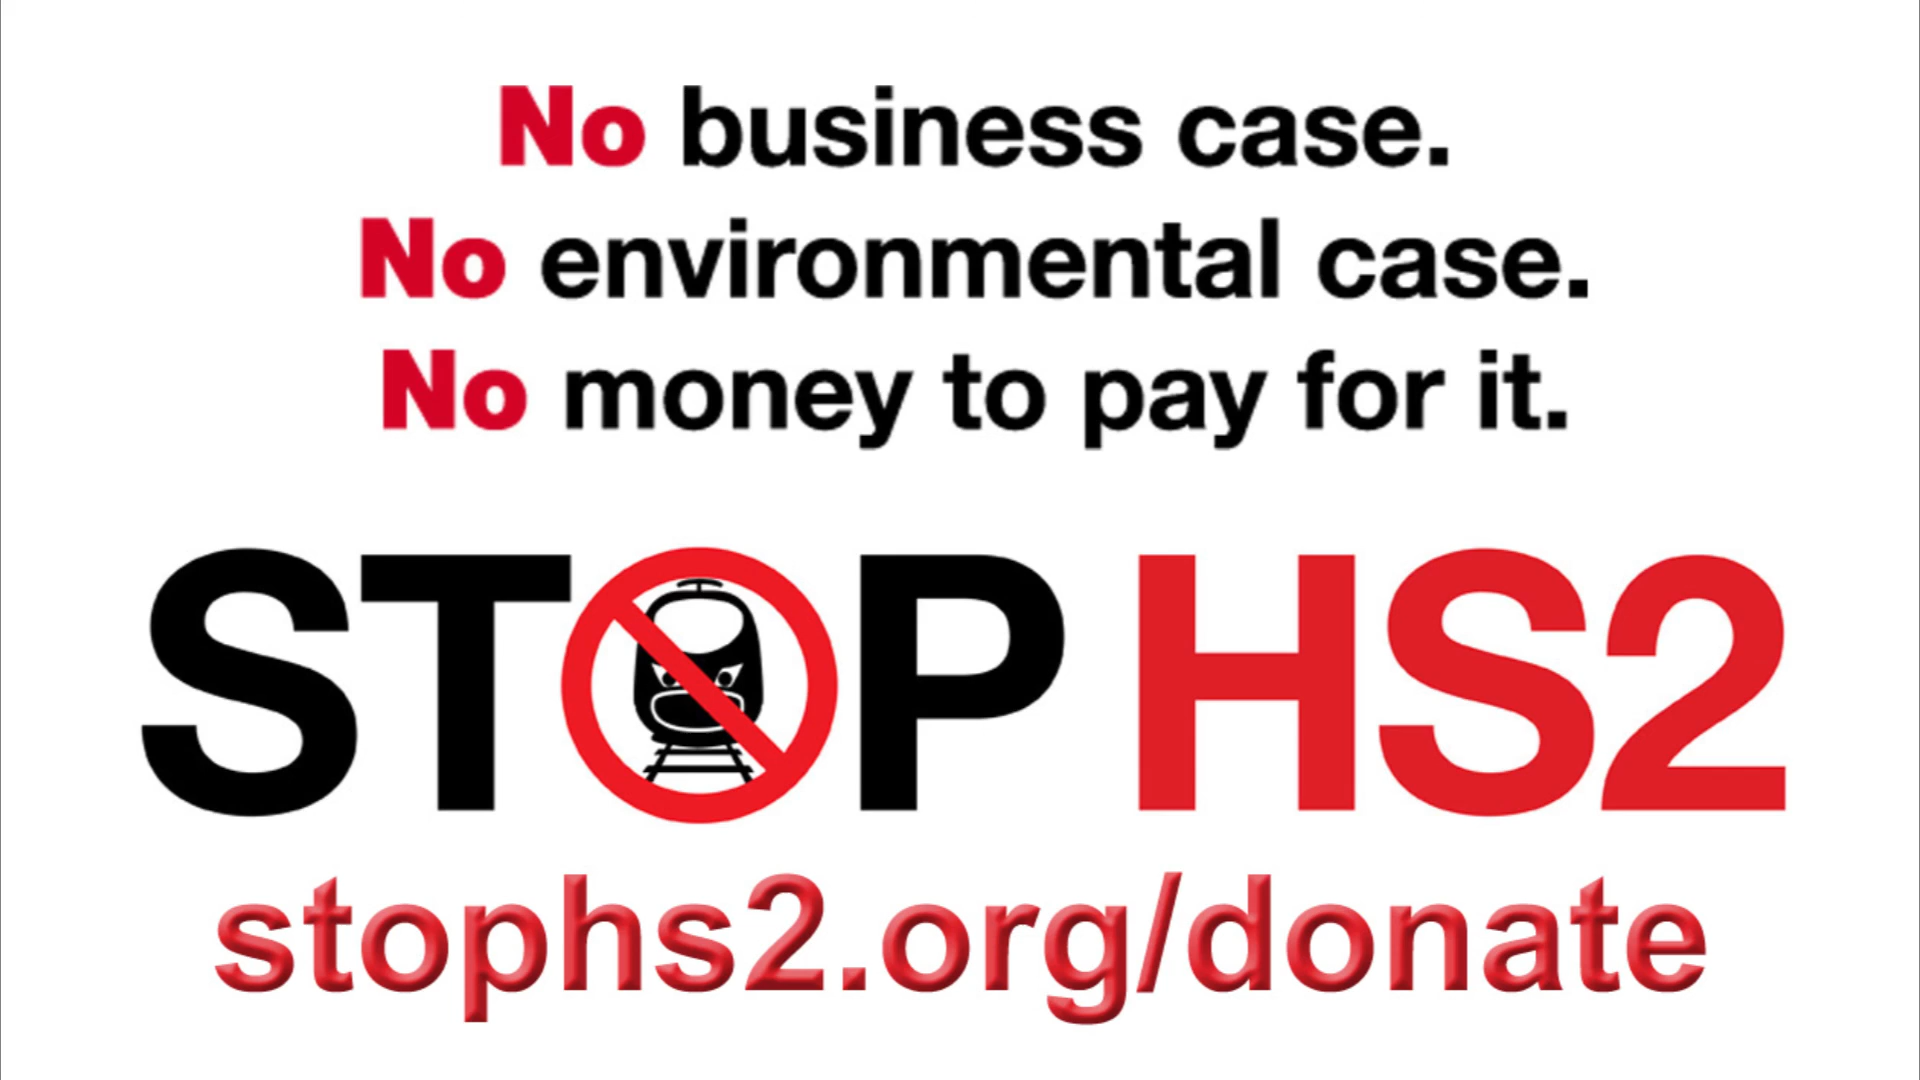 No business case.
No environmental case.
No money to pay for it.
STOP HS2
stophs2.org/donate